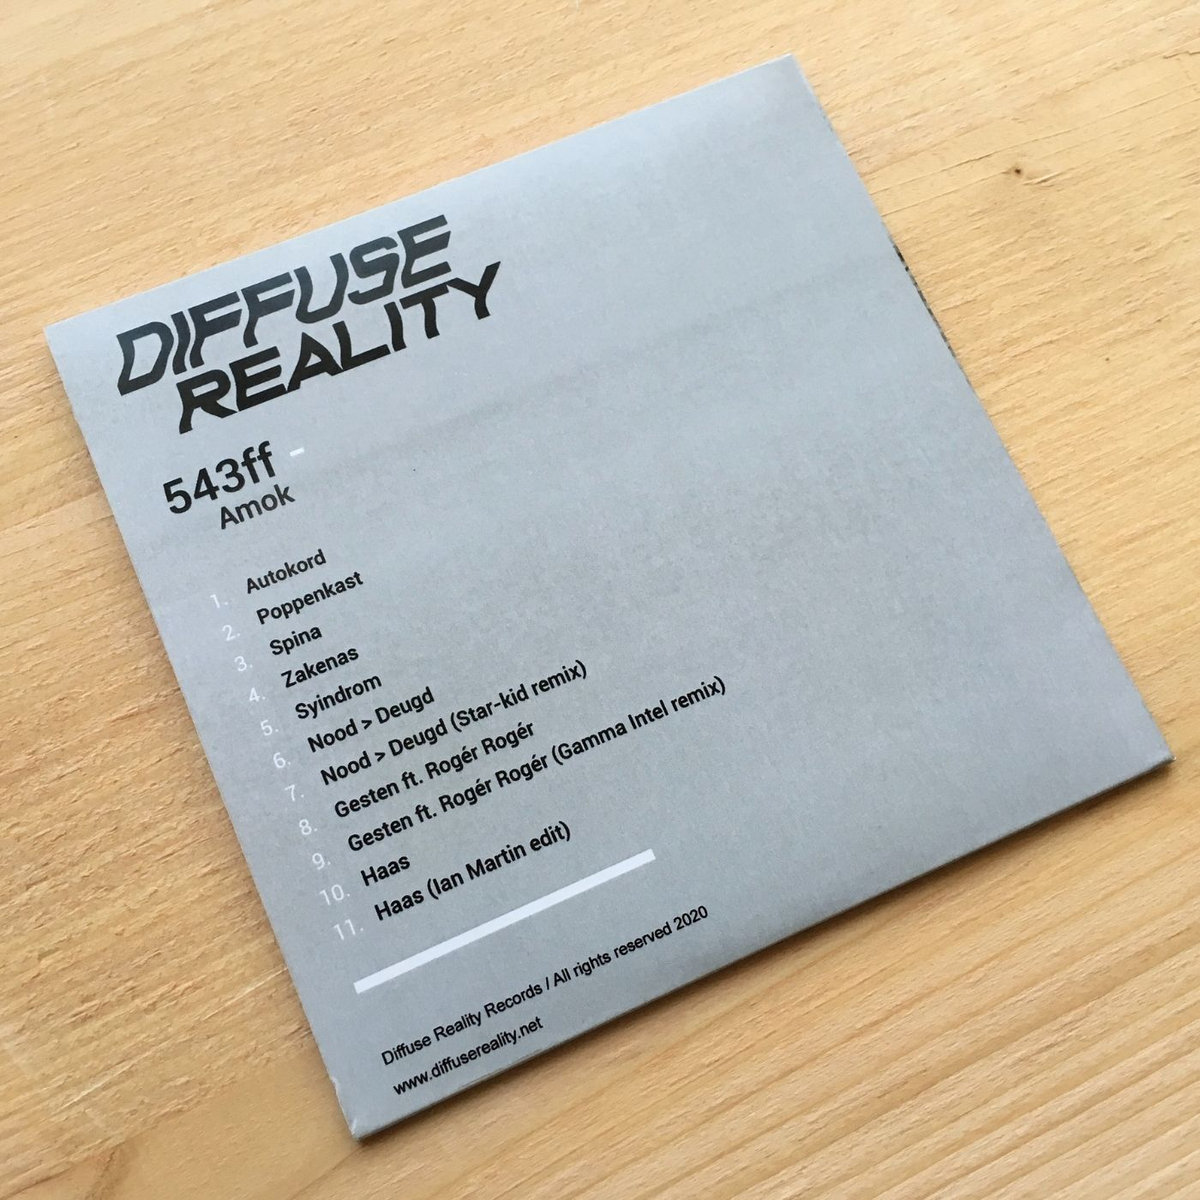 DIFFUSE
REALITY
543ff -
Amok
1. Autokord
2. Poppenkast
3. Spina
4. Zakenas
5. Syindrom
6. Nood > Deugd
7. Nood > Deugd (Star-kid remix)
8. Gesten ft. Rogér Rogér
9. Gesten ft. Rogér Rogér (Gamma Intel remix)
10. Haas
11. Haas (Ian Martin edit)
Diffuse Reality Records / All rights reserved 2020
www.diffusereality.net